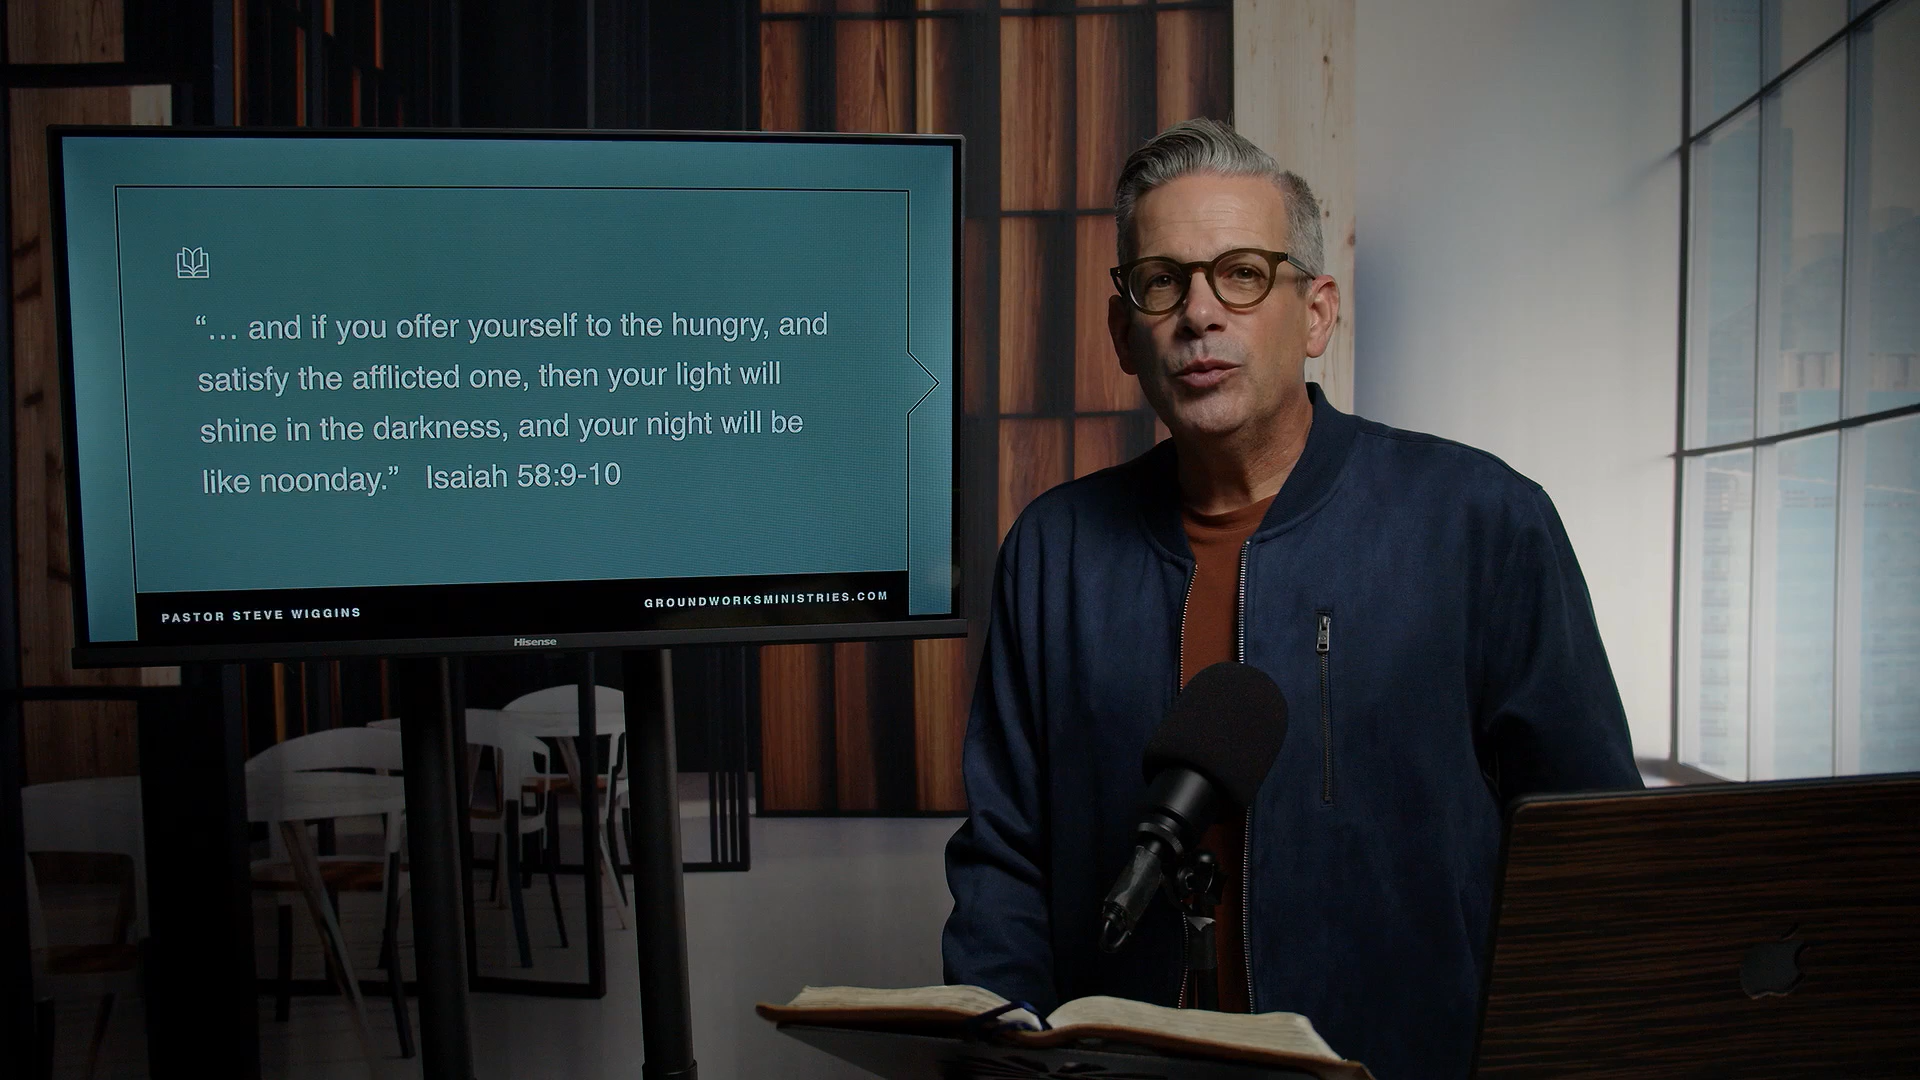 “… and if you offer yourself to the hungry, and
satisfy the afflicted one, then your light will
shine in the darkness, and your night will be
like noonday.” Isaiah 58:9-10
PASTOR STEVE WIGGINS
GROUNDWORKSMINISTRIES.COM
Hisense